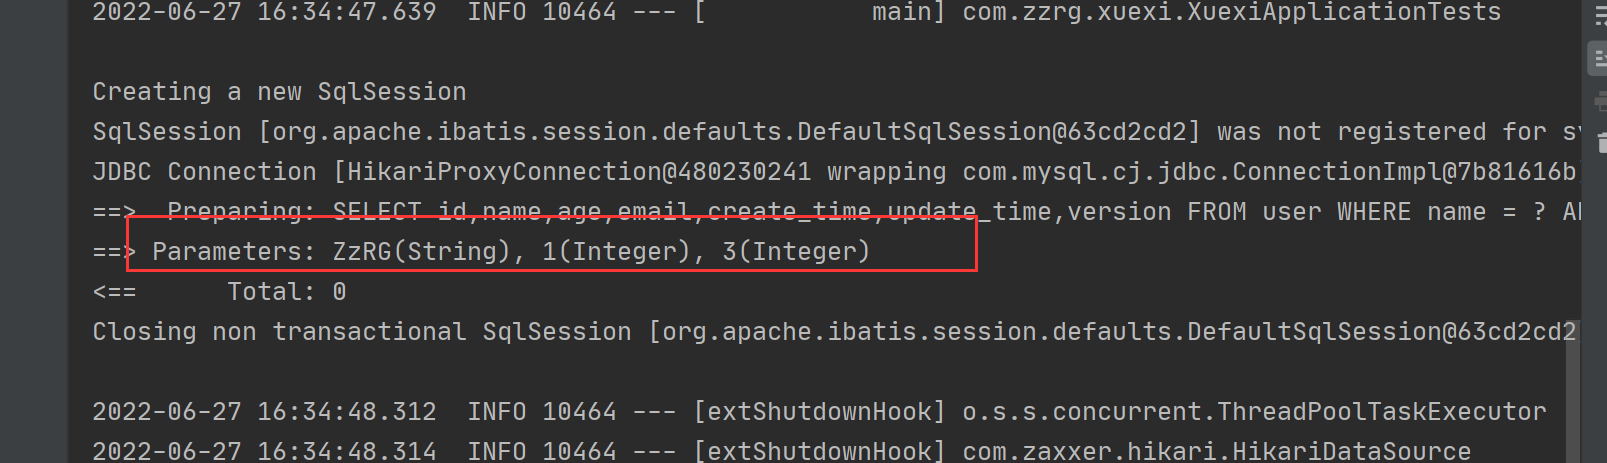 2022-06-27 16:34:47.639  INFO 10464 --- [           main] com.zzrg.xuexi.XuexiApplicationTests
Creating a new SqlSession
SqlSession [org.apache.ibatis.session.defaults.DefaultSqlSession@63cd2cd2] was not registered for sy
JDBC Connection [HikariProxyConnection@480230241 wrapping com.mysql.cj.jdbc.ConnectionImpl@7b81616b]
==>  Preparing: SELECT id,name,age,email,create_time,update_time,version FROM user WHERE name = ? AN
==> Parameters: ZzRG(String), 1(Integer), 3(Integer)
<==      Total: 0
Closing non transactional SqlSession [org.apache.ibatis.session.defaults.DefaultSqlSession@63cd2cd2
2022-06-27 16:34:48.312  INFO 10464 --- [extShutdownHook] o.s.s.concurrent.ThreadPoolTaskExecutor
2022-06-27 16:34:48.314  INFO 10464 --- [extShutdownHook] com.zaxxer.hikari.HikariDataSource